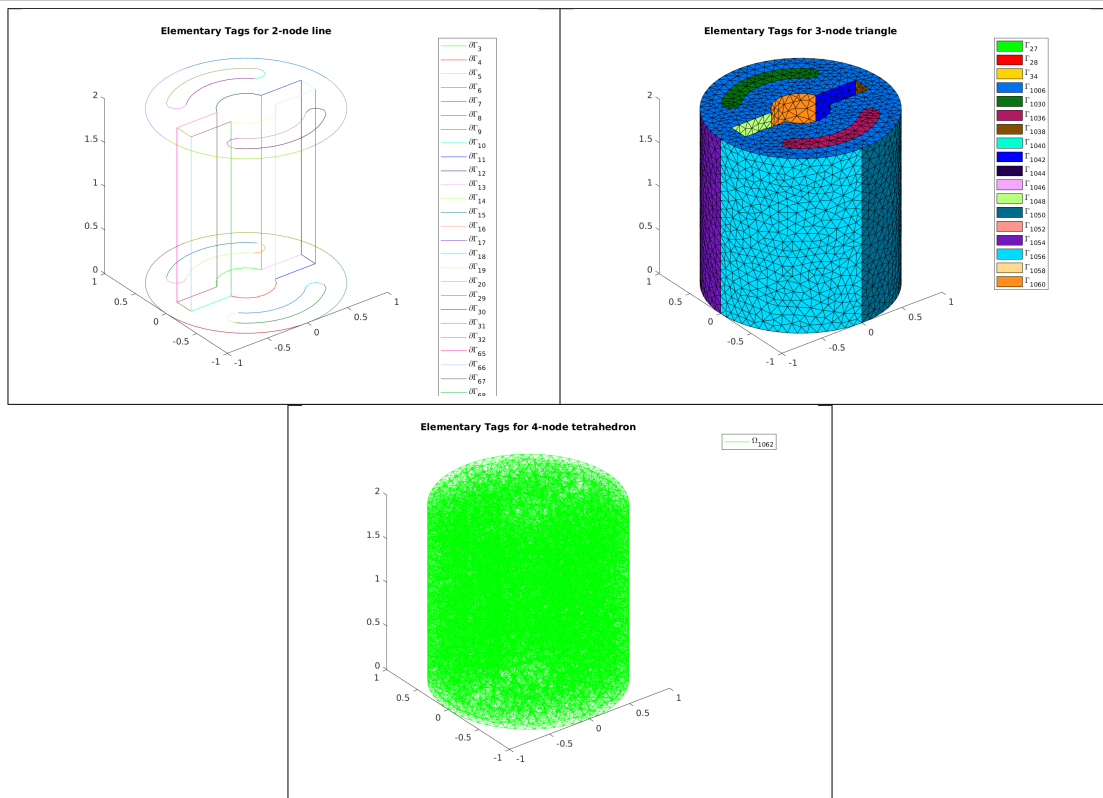 Elementary Tags for 2-node line
∂Γ3
∂Γ4
∂Γ5
∂Γ6
∂Γ7
∂Γ8
∂Γ9
∂Γ10
∂Γ11
∂Γ12
∂Γ13
∂Γ14
∂Γ15
∂Γ16
∂Γ17
∂Γ18
∂Γ19
∂Γ20
∂Γ29
∂Γ30
∂Γ31
∂Γ32
∂Γ65
∂Γ66
∂Γ67
∂Γ68
2
1.5
1
0.5
0
1
0.5
0
-0.5
-1
-1
-0.5
0
0.5
1
Elementary Tags for 3-node triangle
Γ27
Γ28
Γ34
Γ1006
Γ1030
Γ1036
Γ1038
Γ1040
Γ1042
Γ1044
Γ1046
Γ1048
Γ1050
Γ1052
Γ1054
Γ1056
Γ1058
Γ1060
2
1.5
1
0.5
0
1
0.5
0
-0.5
-1
-1
-0.5
0
0.5
1
Elementary Tags for 4-node tetrahedron
Ω1062
2
1.5
1
0.5
0
1
0.5
0
-0.5
-1
-1
-0.5
0
0.5
1